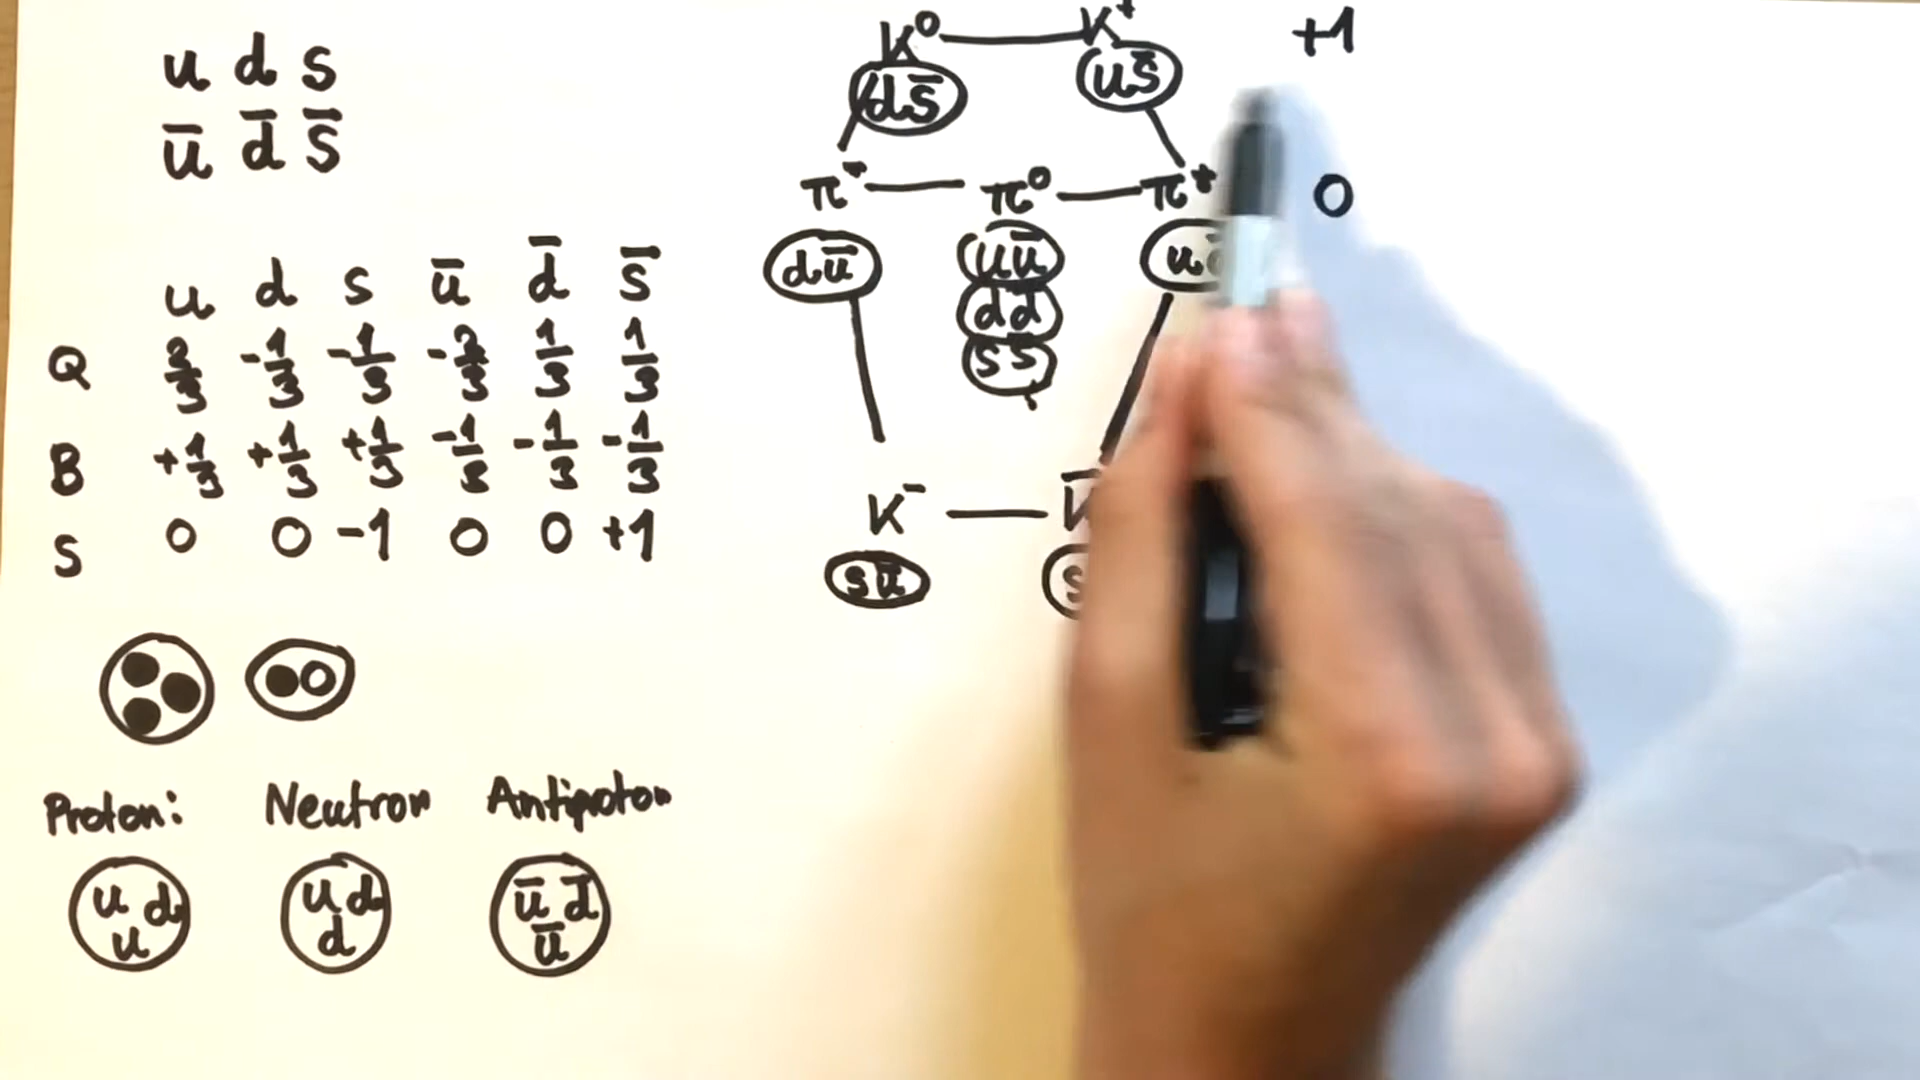 u d s
ū d̄ s̄
u d s ū d̄ s̄
Q 2/3 -1/3 -1/3 -2/3 1/3 1/3
B +1/3 +1/3 +1/3 -1/3 -1/3 -1/3
S 0 0 -1 0 0 +1
Proton: Neutron Antiproton
u d u d ū d̄
u d ū
K⁰ K⁺ +1
ds̄ us̄
π⁻ π⁰ π⁺ 0
dū uū u
dd̄
ss̄
K⁻
sū s